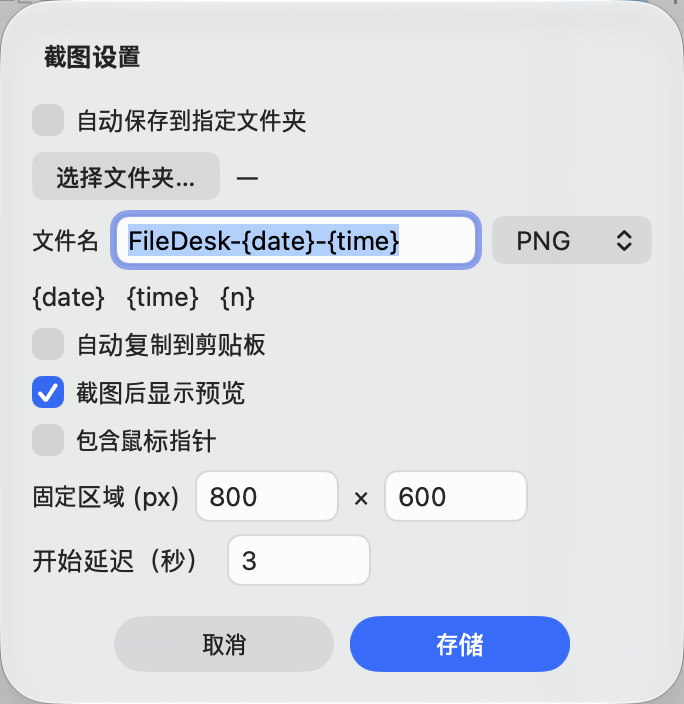 截图设置
自动保存到指定文件夹
选择文件夹... —
文件名 FileDesk-{date}-{time} PNG
{date} {time} {n}
自动复制到剪贴板
截图后显示预览
包含鼠标指针
固定区域 (px) 800 × 600
开始延迟（秒） 3
取消 存储